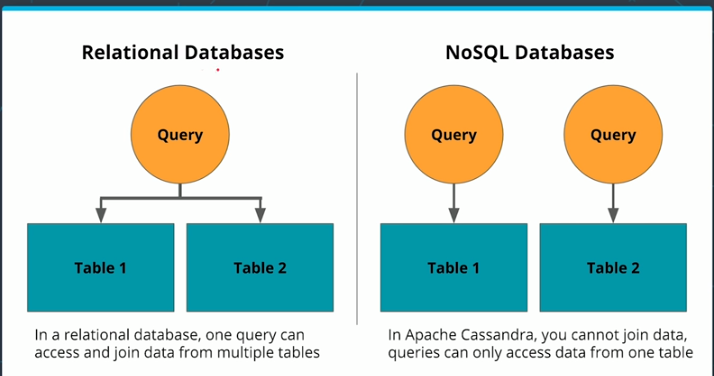 Relational Databases
Query
Table 1
Table 2
In a relational database, one query can
access and join data from multiple tables
NoSQL Databases
Query
Query
Table 1
Table 2
In Apache Cassandra, you cannot join data,
queries can only access data from one table